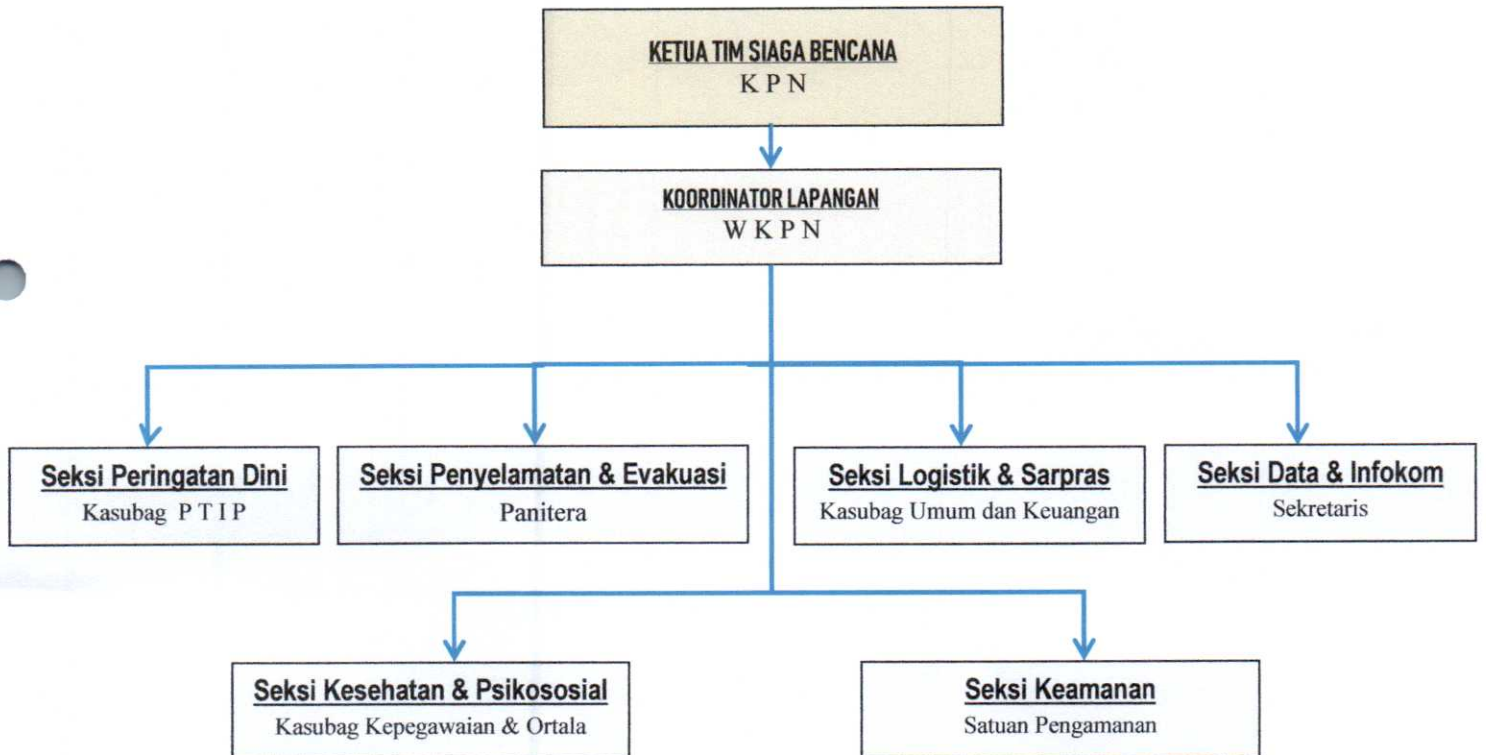 KETUA TIM SIAGA BENCANA
K P N
KOORDINATOR LAPANGAN
W K P N
Seksi Peringatan Dini
Kasubag P T I P
Seksi Penyelamatan & Evakuasi
Panitera
Seksi Logistik & Sarpras
Kasubag Umum dan Keuangan
Seksi Data & Infokom
Sekretaris
Seksi Kesehatan & Psikososial
Kasubag Kepegawaian & Ortala
Seksi Keamanan
Satuan Pengamanan